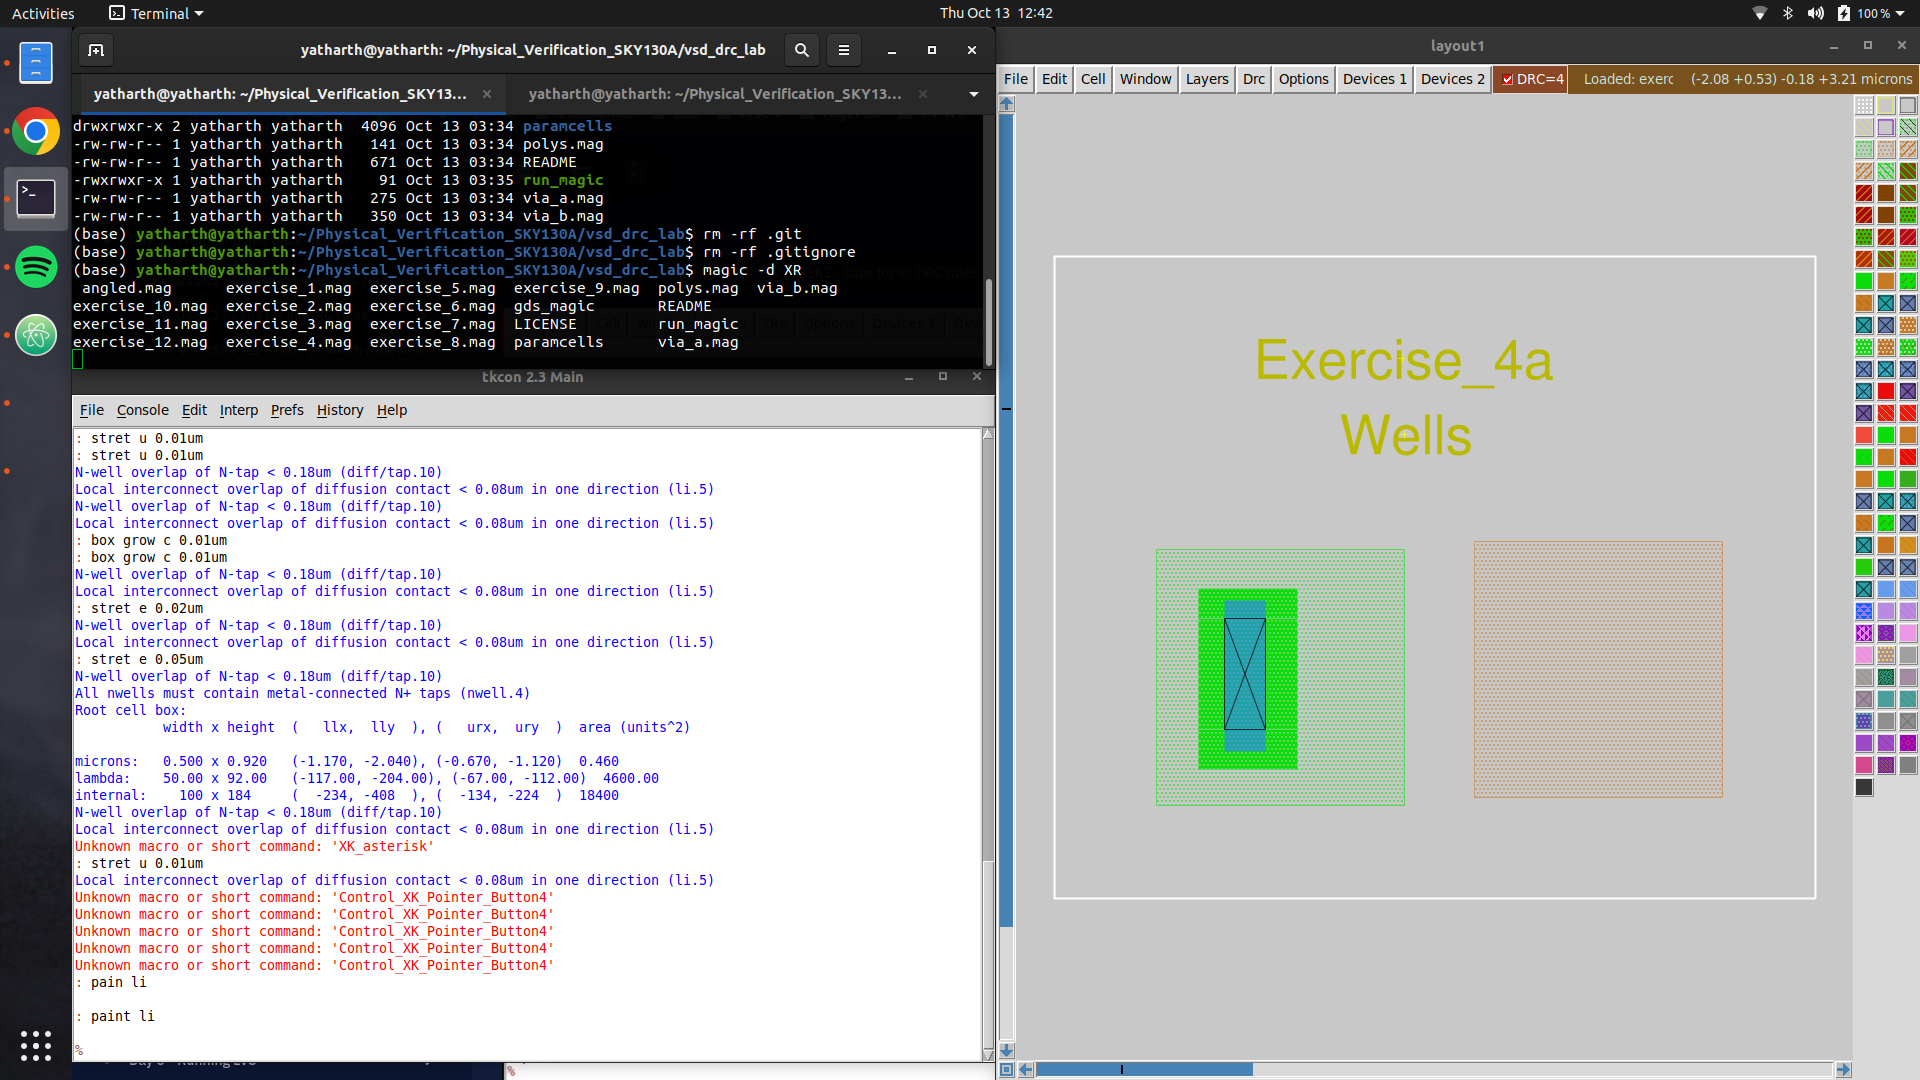 Activities
Terminal
Thu Oct 13 12:42
100 %
yatharth@yatharth: ~/Physical_Verification_SKY130A/vsd_drc_lab
yatharth@yatharth: ~/Physical_Verification_SKY13...
yatharth@yatharth: ~/Physical_Verification_SKY13...
drwxrwxr-x 2 yatharth yatharth  4096 Oct 13 03:34 paramcells
-rw-rw-r-- 1 yatharth yatharth   141 Oct 13 03:34 polys.mag
-rw-rw-r-- 1 yatharth yatharth   671 Oct 13 03:34 README
-rwxrwxr-x 1 yatharth yatharth    91 Oct 13 03:35 run_magic
-rw-rw-r-- 1 yatharth yatharth   275 Oct 13 03:34 via_a.mag
-rw-rw-r-- 1 yatharth yatharth   350 Oct 13 03:34 via_b.mag
(base) yatharth@yatharth:~/Physical_Verification_SKY130A/vsd_drc_lab$ rm -rf .git
(base) yatharth@yatharth:~/Physical_Verification_SKY130A/vsd_drc_lab$ rm -rf .gitignore
(base) yatharth@yatharth:~/Physical_Verification_SKY130A/vsd_drc_lab$ magic -d XR
angled.mag      exercise_1.mag  exercise_5.mag  exercise_9.mag  polys.mag  via_b.mag
exercise_10.mag  exercise_2.mag  exercise_6.mag  gds_magic       README
exercise_11.mag  exercise_3.mag  exercise_7.mag  LICENSE         run_magic
exercise_12.mag  exercise_4.mag  exercise_8.mag  paramcells      via_a.mag
tkcon 2.3 Main
File Console Edit Interp Prefs History Help
: stret u 0.01um
: stret u 0.01um
N-well overlap of N-tap < 0.18um (diff/tap.10)
Local interconnect overlap of diffusion contact < 0.08um in one direction (li.5)
N-well overlap of N-tap < 0.18um (diff/tap.10)
Local interconnect overlap of diffusion contact < 0.08um in one direction (li.5)
: box grow c 0.01um
: box grow c 0.01um
N-well overlap of N-tap < 0.18um (diff/tap.10)
Local interconnect overlap of diffusion contact < 0.08um in one direction (li.5)
: stret e 0.02um
N-well overlap of N-tap < 0.18um (diff/tap.10)
Local interconnect overlap of diffusion contact < 0.08um in one direction (li.5)
: stret e 0.05um
N-well overlap of N-tap < 0.18um (diff/tap.10)
All nwells must contain metal-connected N+ taps (nwell.4)
Root cell box:
width x height  (   llx,  lly  ), (   urx,  ury  )  area (units^2)
microns:   0.500 x 0.920   (-1.170, -2.040), (-0.670, -1.120)  0.460
lambda:    50.00 x 92.00   (-117.00, -204.00), (-67.00, -112.00)  4600.00
internal:    100 x 184     (  -234, -408  ), (  -134, -224  )  18400
N-well overlap of N-tap < 0.18um (diff/tap.10)
Local interconnect overlap of diffusion contact < 0.08um in one direction (li.5)
Unknown macro or short command: 'XK_asterisk'
: stret u 0.01um
Local interconnect overlap of diffusion contact < 0.08um in one direction (li.5)
Unknown macro or short command: 'Control_XK_Pointer_Button4'
Unknown macro or short command: 'Control_XK_Pointer_Button4'
Unknown macro or short command: 'Control_XK_Pointer_Button4'
Unknown macro or short command: 'Control_XK_Pointer_Button4'
Unknown macro or short command: 'Control_XK_Pointer_Button4'
: pain li
: paint li
%
%
layout1
File Edit Cell Window Layers Drc Options Devices 1 Devices 2 DRC=4 Loaded: exerc (-2.08 +0.53) -0.18 +3.21 microns
Exercise_4a
Wells